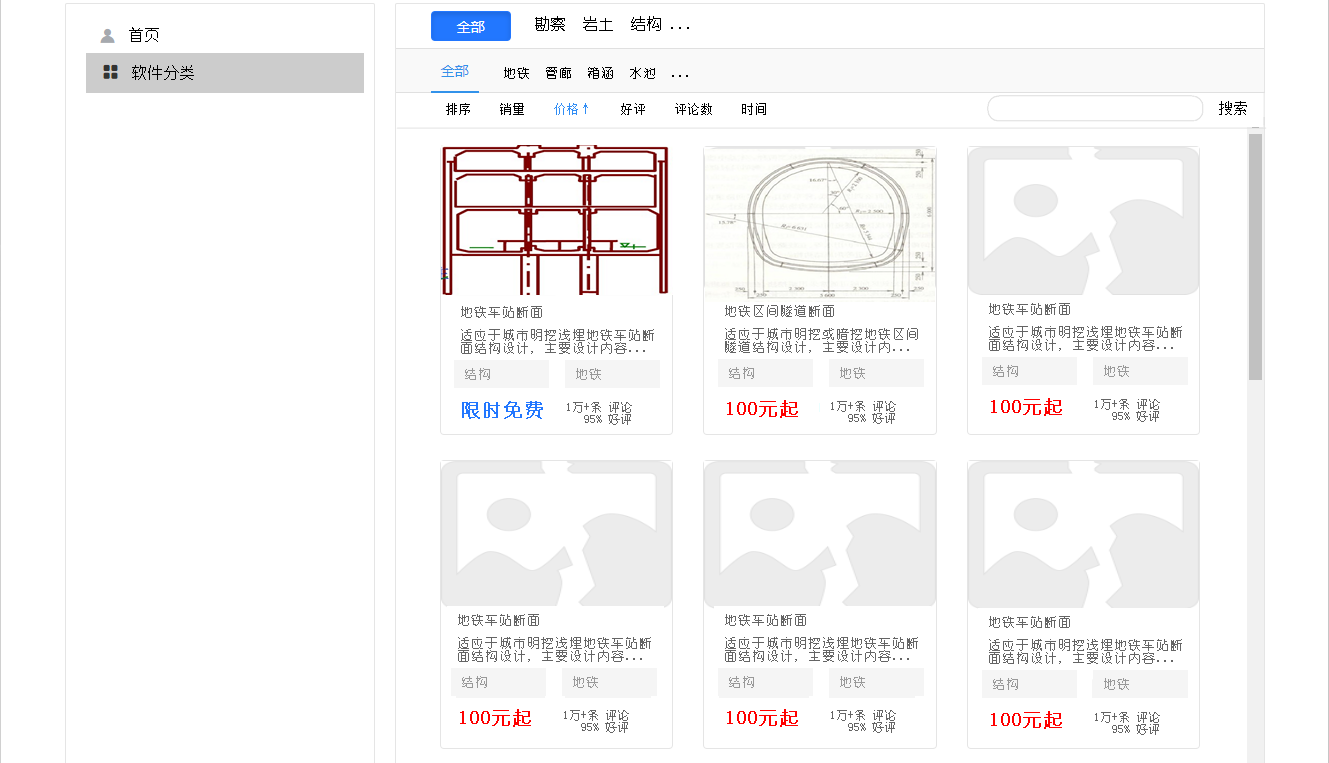 首页
软件分类
全部 勘察 岩土 结构 ...
全部 地铁 管廊 箱涵 水池 ...
排序 销量 价格↑ 好评 评论数 时间 搜索
地铁车站断面
适应于城市明挖浅埋地铁车站断
面结构设计, 主要设计内容...
结构 地铁
限时免费
1万+条 评论
95% 好评
地铁区间隧道断面
适应于城市明挖或暗挖地铁区间
隧道结构设计, 主要设计内...
结构 地铁
100元起
1万+条 评论
95% 好评
地铁车站断面
适应于城市明挖浅埋地铁车站断
面结构设计, 主要设计内容...
结构 地铁
100元起
1万+条 评论
95% 好评
地铁车站断面
适应于城市明挖浅埋地铁车站断
面结构设计, 主要设计内容...
结构 地铁
100元起
1万+条 评论
95% 好评
地铁车站断面
适应于城市明挖浅埋地铁车站断
面结构设计, 主要设计内容...
结构 地铁
100元起
1万+条 评论
95% 好评
地铁车站断面
适应于城市明挖浅埋地铁车站断
面结构设计, 主要设计内容...
结构 地铁
100元起
1万+条 评论
95% 好评